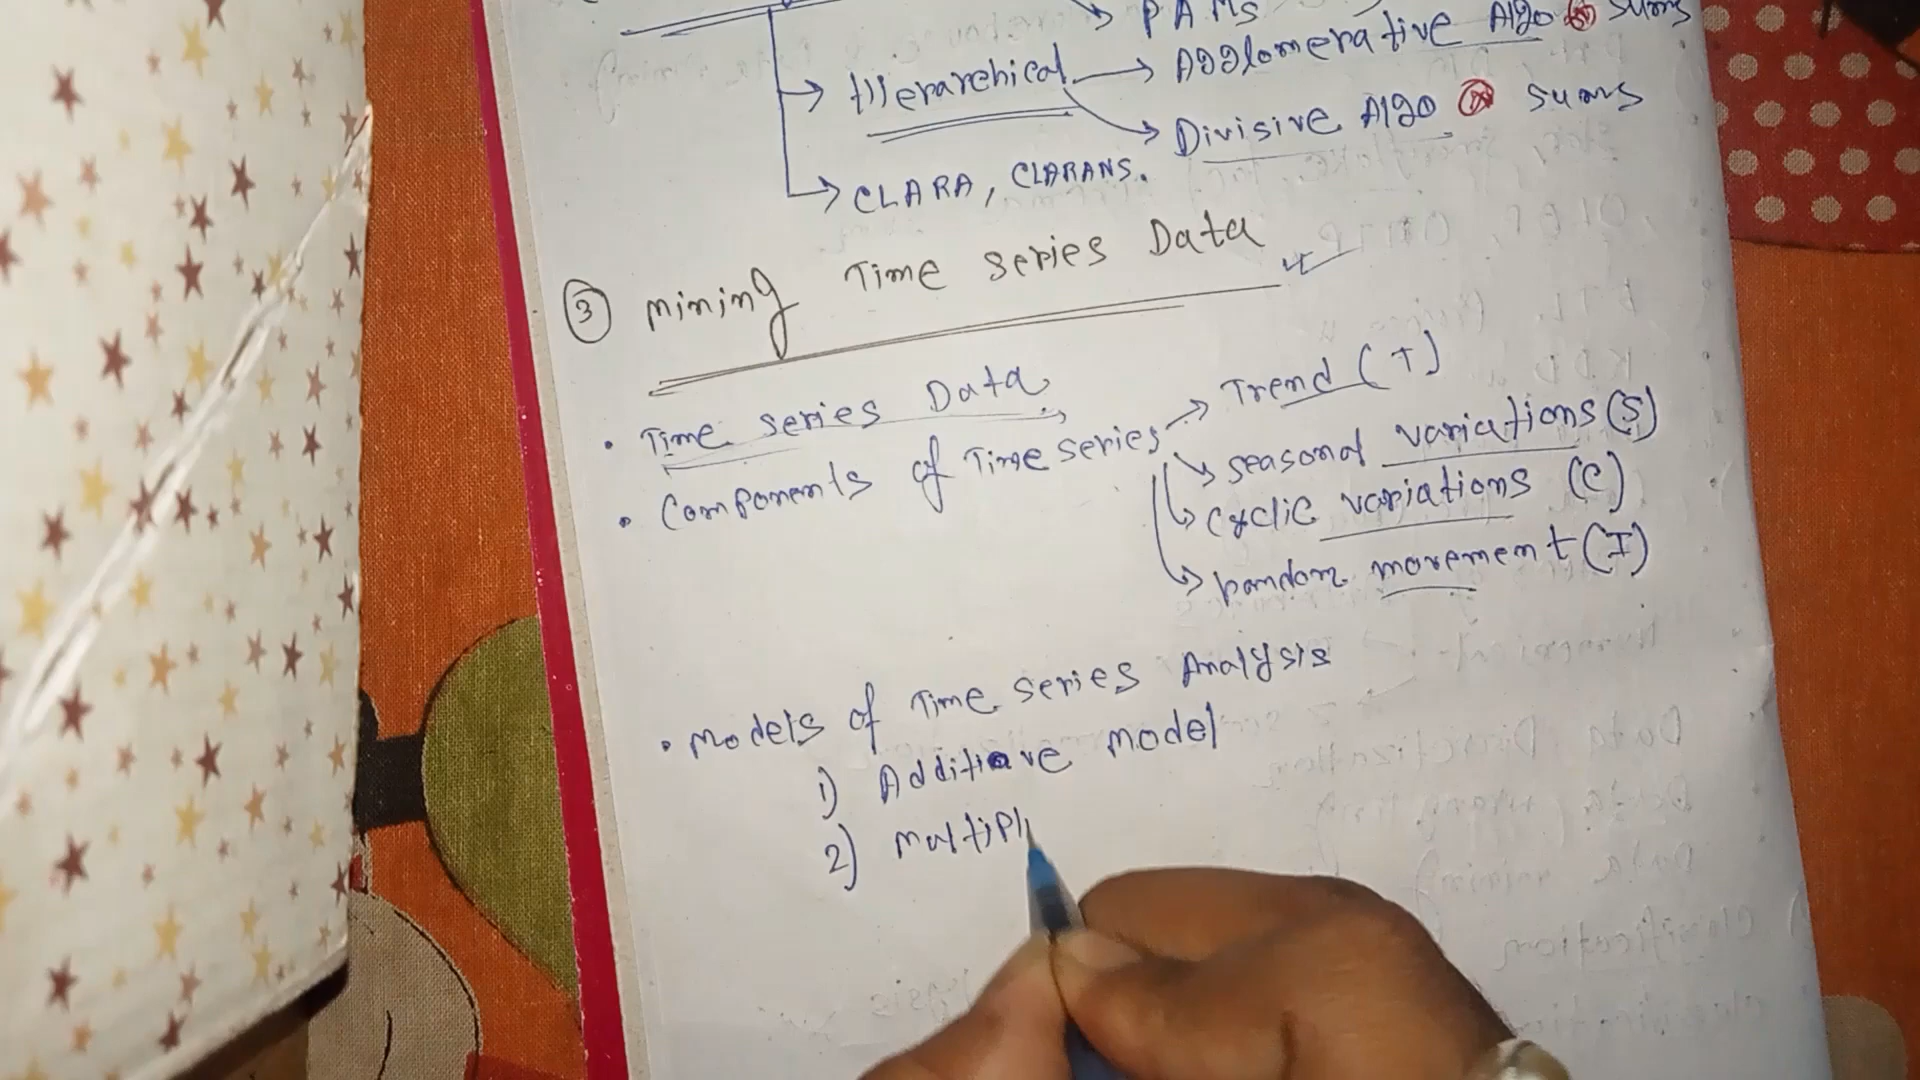 → PAMS
→ Hierarchical → Agglomerative Algo sums
→ Divisive Algo sums
→ CLARA, CLARANS.
③ mining Time series Data
• Time series Data
• Components of Time series → Trend (T)
↳ seasonal variations (S)
↳ cyclic variations (C)
↳ random movement (I)
• Models of Time series Analysis
1) Additive Model
2) multipli